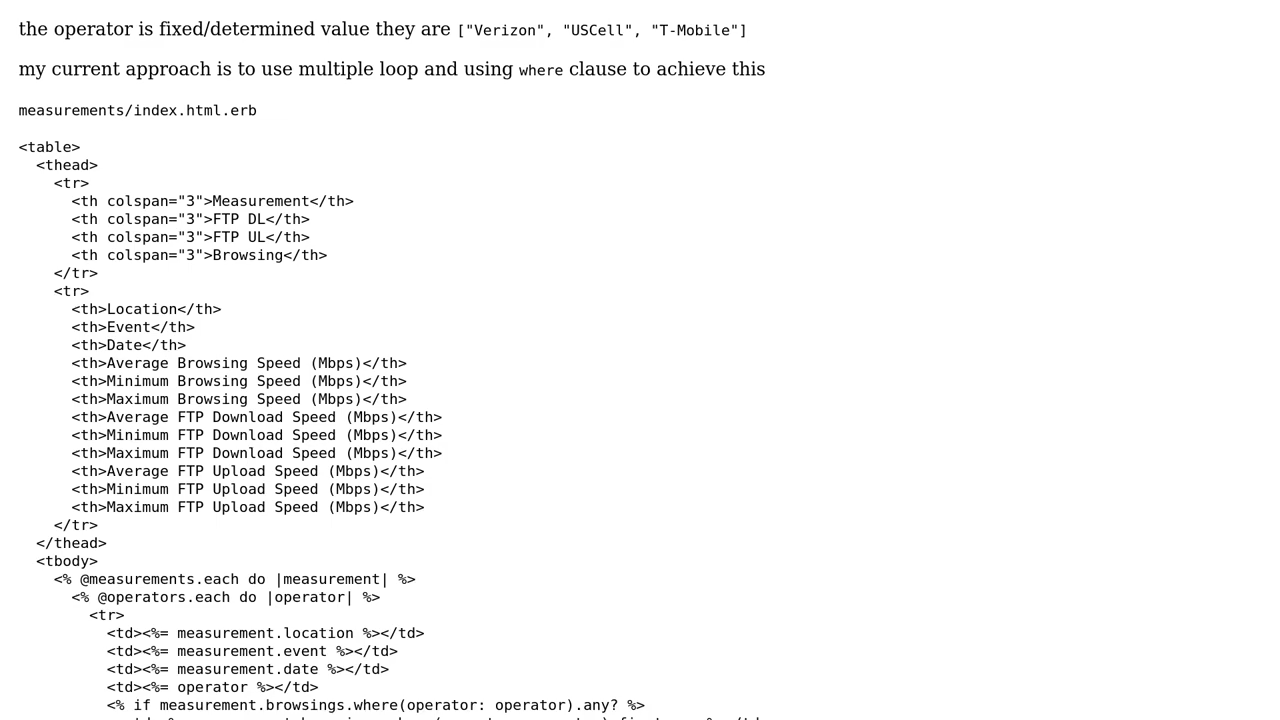 the operator is fixed/determined value they are ["Verizon", "USCell", "T-Mobile"]
my current approach is to use multiple loop and using where clause to achieve this
measurements/index.html.erb
<table>
  <thead>
    <tr>
      <th colspan="3">Measurement</th>
      <th colspan="3">FTP DL</th>
      <th colspan="3">FTP UL</th>
      <th colspan="3">Browsing</th>
    </tr>
    <tr>
      <th>Location</th>
      <th>Event</th>
      <th>Date</th>
      <th>Average Browsing Speed (Mbps)</th>
      <th>Minimum Browsing Speed (Mbps)</th>
      <th>Maximum Browsing Speed (Mbps)</th>
      <th>Average FTP Download Speed (Mbps)</th>
      <th>Minimum FTP Download Speed (Mbps)</th>
      <th>Maximum FTP Download Speed (Mbps)</th>
      <th>Average FTP Upload Speed (Mbps)</th>
      <th>Minimum FTP Upload Speed (Mbps)</th>
      <th>Maximum FTP Upload Speed (Mbps)</th>
    </tr>
  </thead>
  <tbody>
    <% @measurements.each do |measurement| %>
      <% @operators.each do |operator| %>
        <tr>
          <td><%= measurement.location %></td>
          <td><%= measurement.event %></td>
          <td><%= measurement.date %></td>
          <td><%= operator %></td>
          <% if measurement.browsings.where(operator: operator).any? %>